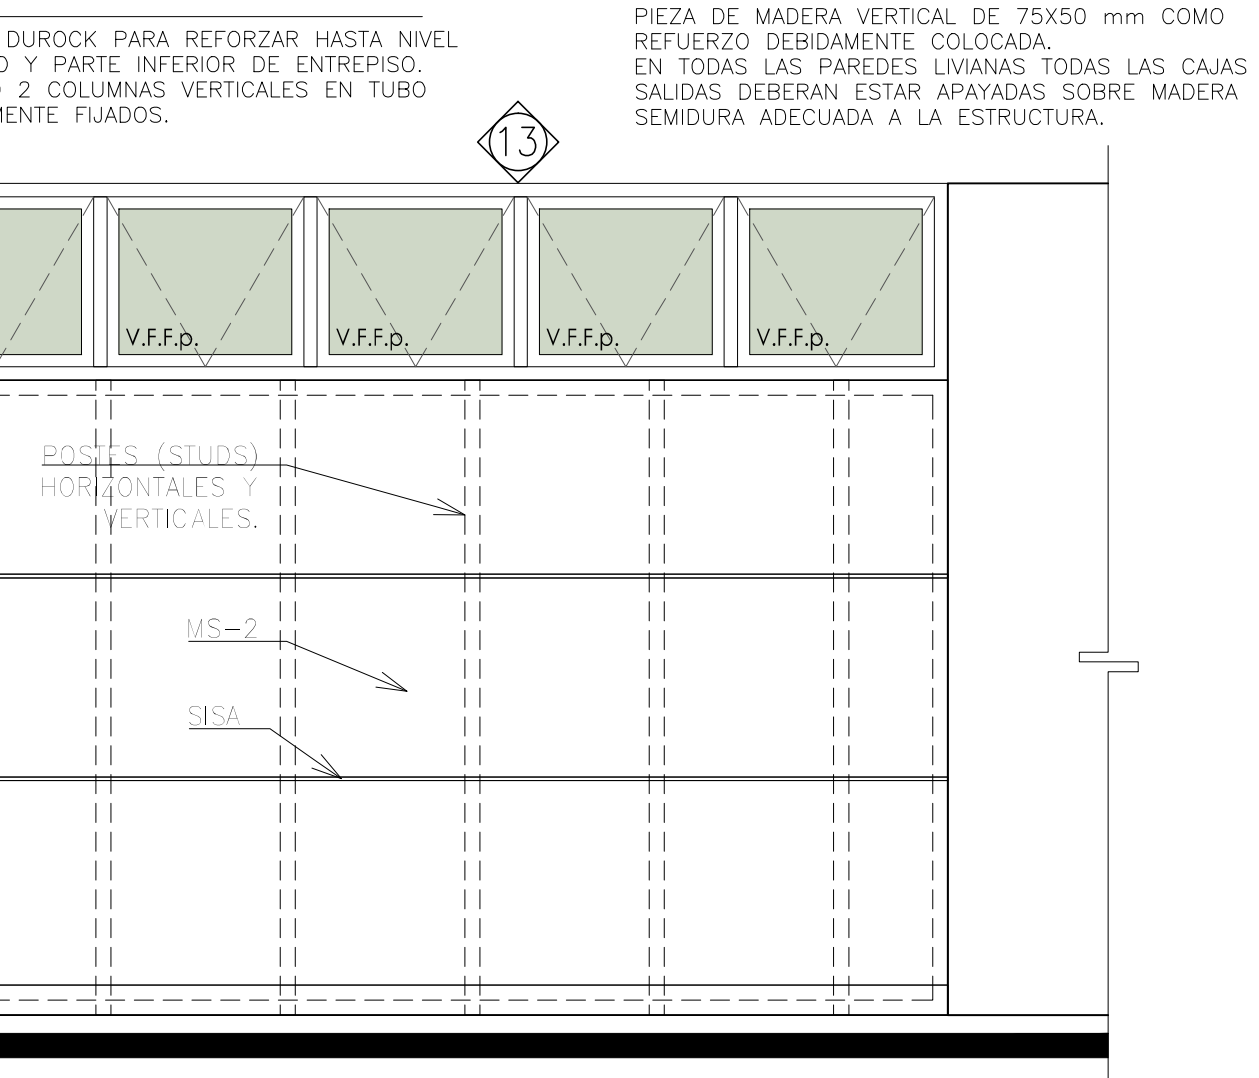 DUROCK PARA REFORZAR HASTA NIVEL
Y PARTE INFERIOR DE ENTREPISO.
2 COLUMNAS VERTICALES EN TUBO
MENTE FIJADOS.
PIEZA DE MADERA VERTICAL DE 75X50 mm COMO
REFUERZO DEBIDAMENTE COLOCADA.
EN TODAS LAS PAREDES LIVIANAS TODAS LAS CAJAS
SALIDAS DEBERAN ESTAR APAYADAS SOBRE MADERA
SEMIDURA ADECUADA A LA ESTRUCTURA.
13
V.F.F.p.
V.F.F.p.
V.F.F.p.
V.F.F.p.
POSTES (STUDS)
HORIZONTALES Y
VERTICALES.
MS-2
SISA